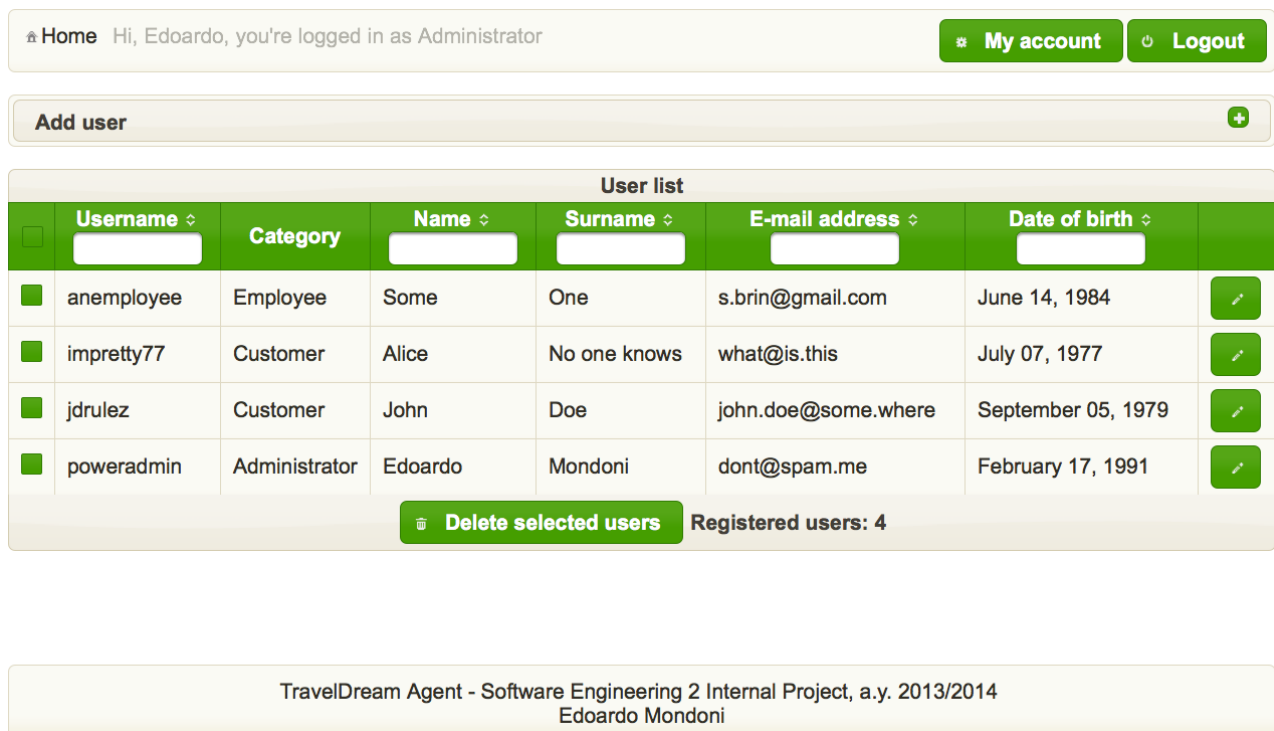 Home Hi, Edoardo, you're logged in as Administrator My account Logout
Add user
User list
Username Category Name Surname E-mail address Date of birth
anemployee Employee Some One s.brin@gmail.com June 14, 1984
impretty77 Customer Alice No one knows what@is.this July 07, 1977
jdrulez Customer John Doe john.doe@some.where September 05, 1979
poweradmin Administrator Edoardo Mondoni dont@spam.me February 17, 1991
Delete selected users Registered users: 4
TravelDream Agent - Software Engineering 2 Internal Project, a.y. 2013/2014
Edoardo Mondoni